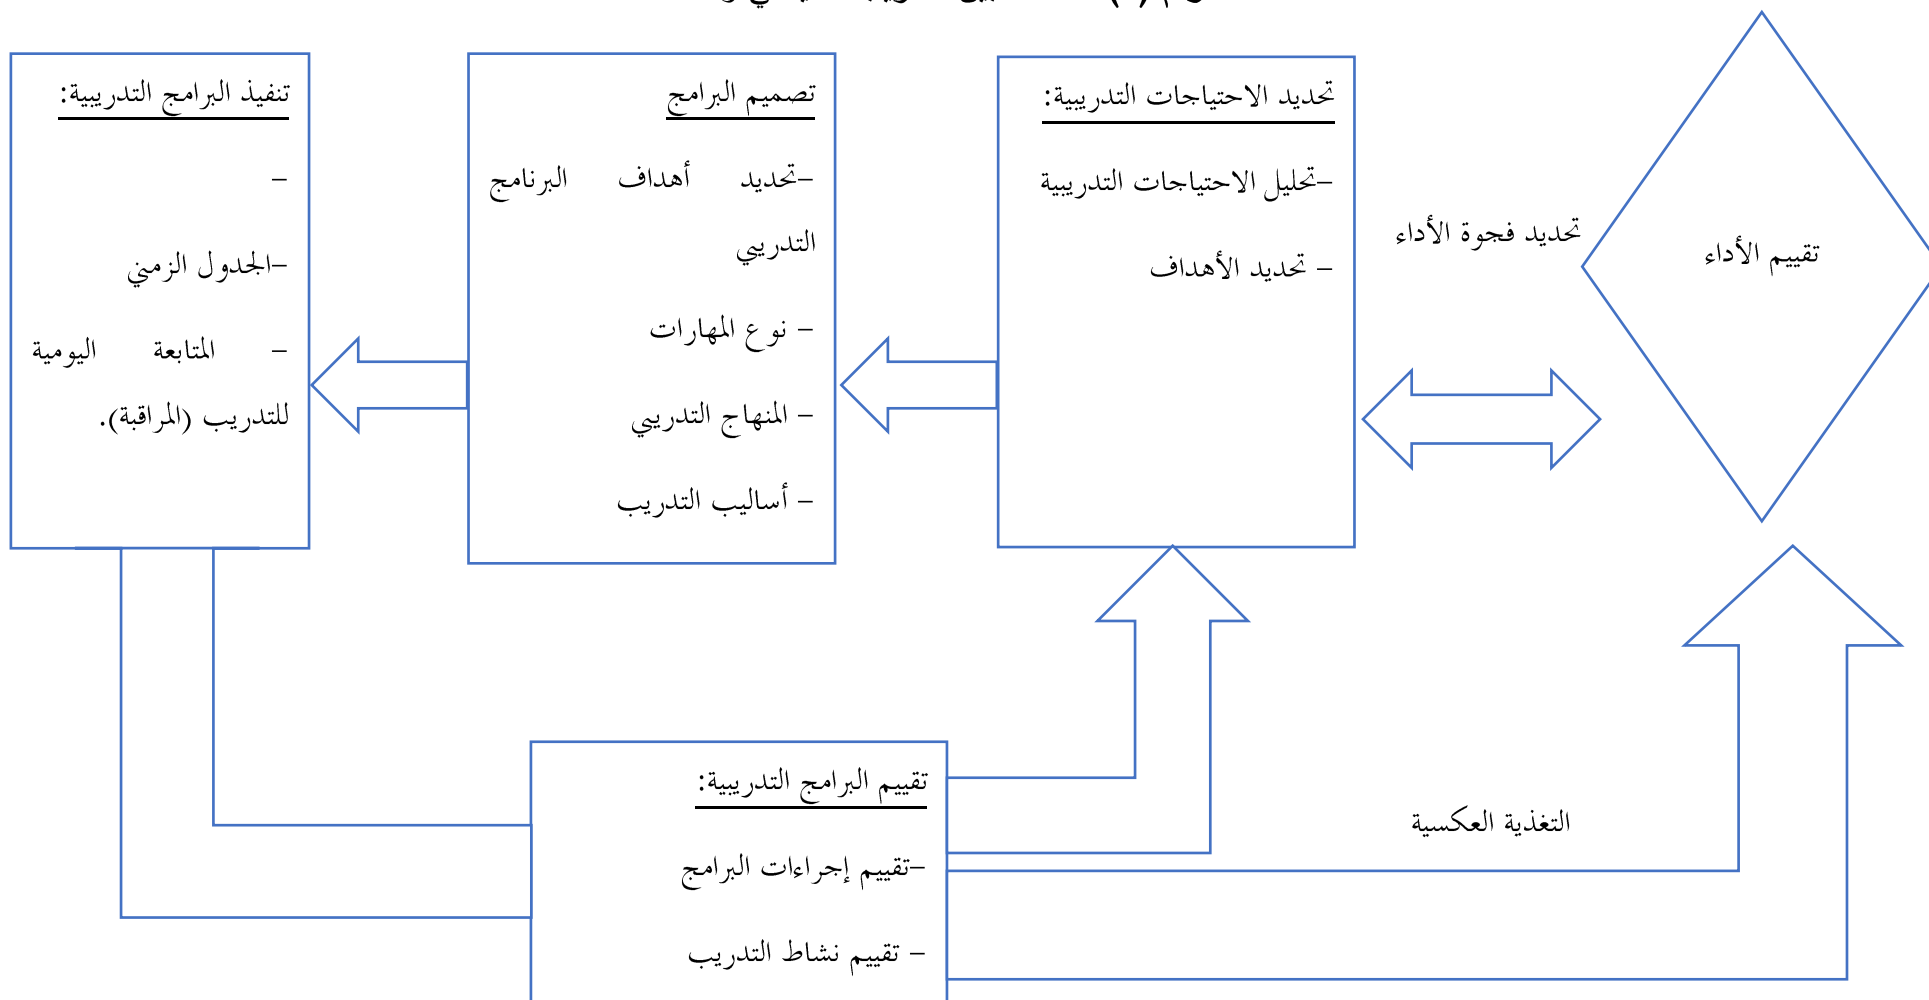 تقييم الأداء
تحديد فجوة الأداء
تحديد الاحتياجات التدريبية:
–تحليل الاحتياجات التدريبية
– تحديد الأهداف
تصميم البرامج
–تحديد أهداف البرنامج
التدريبي
– نوع المهارات
– المنهاج التدريبي
– أساليب التدريب
تنفيذ البرامج التدريبية:
–
–الجدول الزمني
– المتابعة اليومية
للتدريب (المراقبة).
تقييم البرامج التدريبية:
–تقييم إجراءات البرامج
– تقييم نشاط التدريب
التغذية العكسية